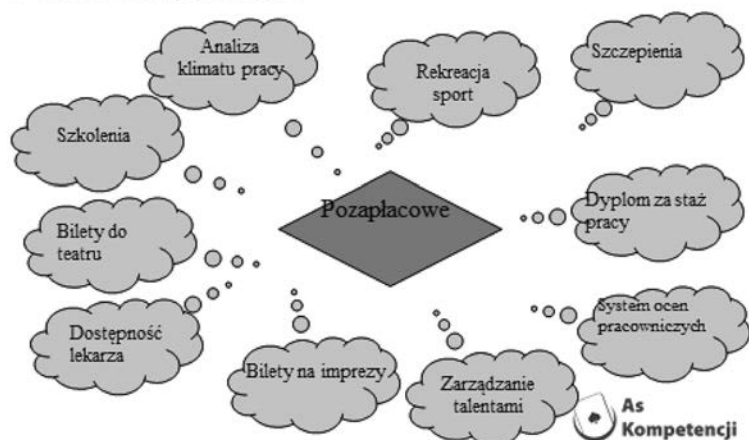 Analiza
klimatu pracy
Rekreacja
sport
Szczepienia
Szkolenia
Pozapłacowe
Dyplom za staż
pracy
Bilety do
teatru
System ocen
pracowniczych
Dostępność
lekarza
Bilety na imprezy
Zarządzanie
talentami
As
Kompetencji